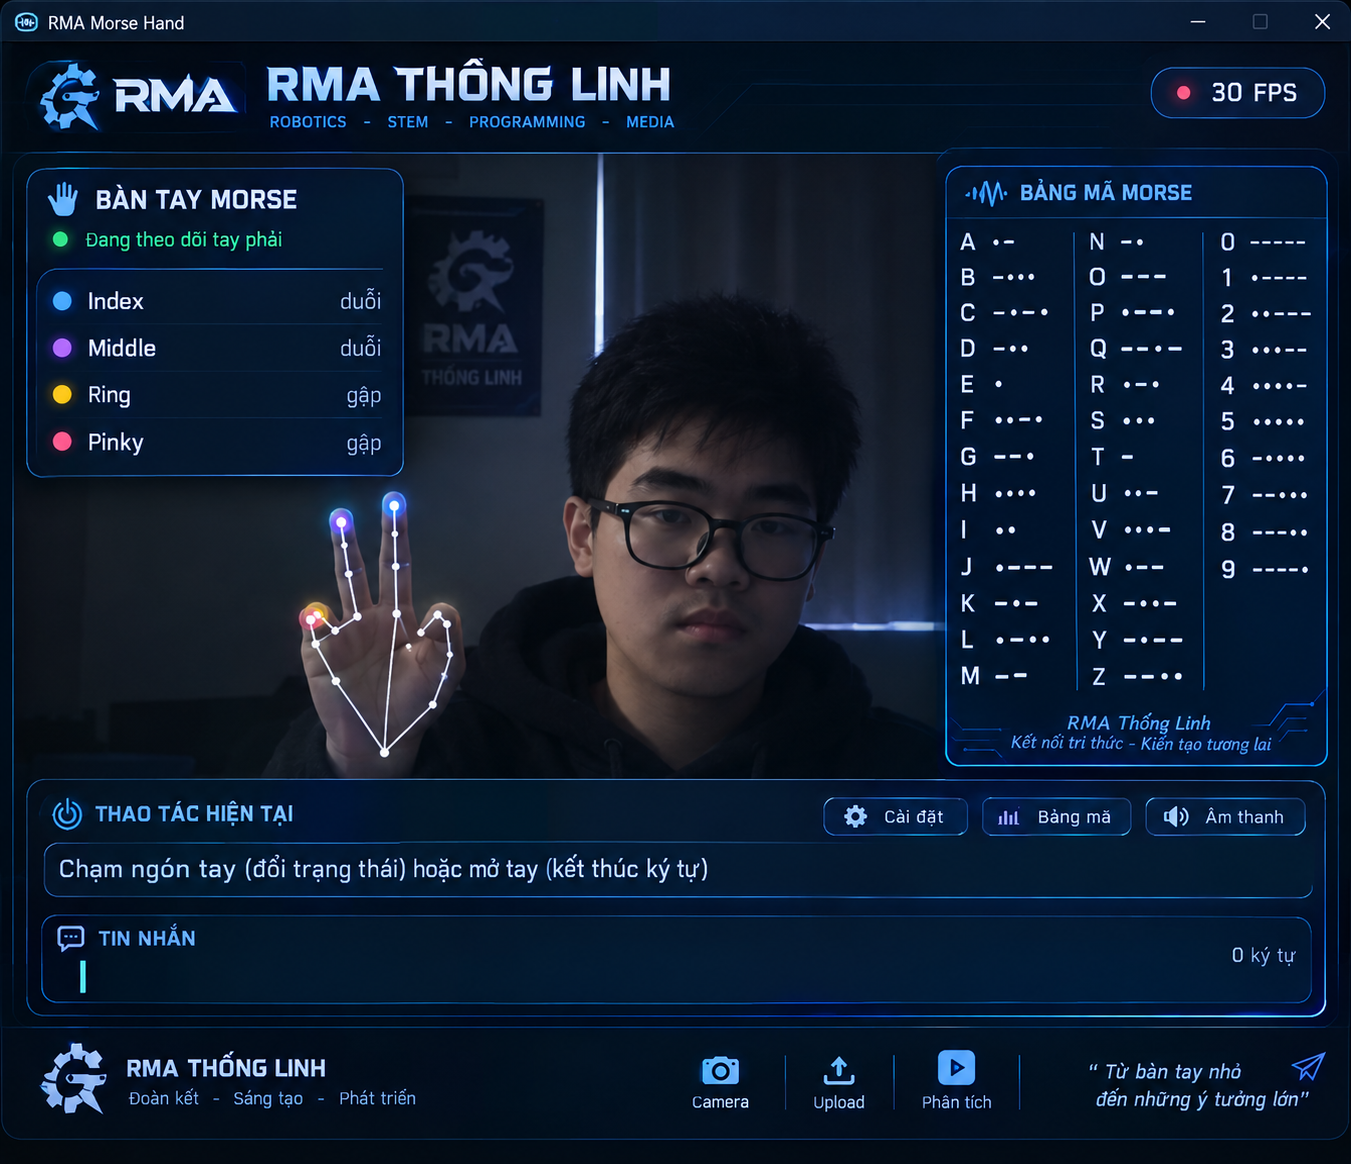 RMA Morse Hand
RMA
RMA THỐNG LINH
ROBOTICS - STEM - PROGRAMMING - MEDIA
30 FPS
BÀN TAY MORSE
Đang theo dõi tay phải
Index duỗi
Middle duỗi
Ring gập
Pinky gập
RMA
THỐNG LINH
BẢNG MÃ MORSE
A •–
B –•••
C –•–•
D –••
E •
F ••–•
G ––•
H ••••
I ••
J •–––
K –•–
L •–••
M ––
N –•
O –––
P •––•
Q ––•–
R •–•
S •••
T –
U ••–
V •••–
W •––
X –••–
Y –•––
Z ––••
0 –––––
1 •––––
2 ••–––
3 •••––
4 ••••–
5 •••••
6 –••••
7 ––•••
8 –––••
9 ––––•
RMA Thống Linh
Kết nối tri thức - Kiến tạo tương lai
THAO TÁC HIỆN TẠI
Cài đặt
Bảng mã
Âm thanh
Chạm ngón tay (đổi trạng thái) hoặc mở tay (kết thúc ký tự)
TIN NHẮN
0 ký tự
RMA THỐNG LINH
Đoàn kết - Sáng tạo - Phát triển
Camera
Upload
Phân tích
“ Từ bàn tay nhỏ
đến những ý tưởng lớn”